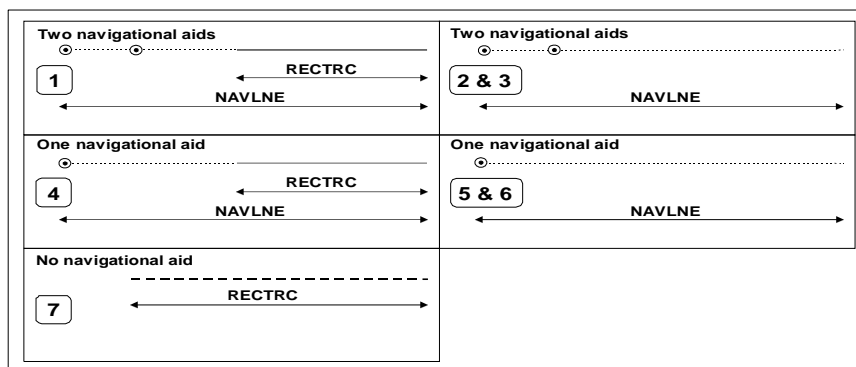 Two navigational aids
RECTRC
1
NAVLNE
Two navigational aids
2 & 3
NAVLNE
One navigational aid
RECTRC
4
NAVLNE
One navigational aid
5 & 6
NAVLNE
No navigational aid
RECTRC
7